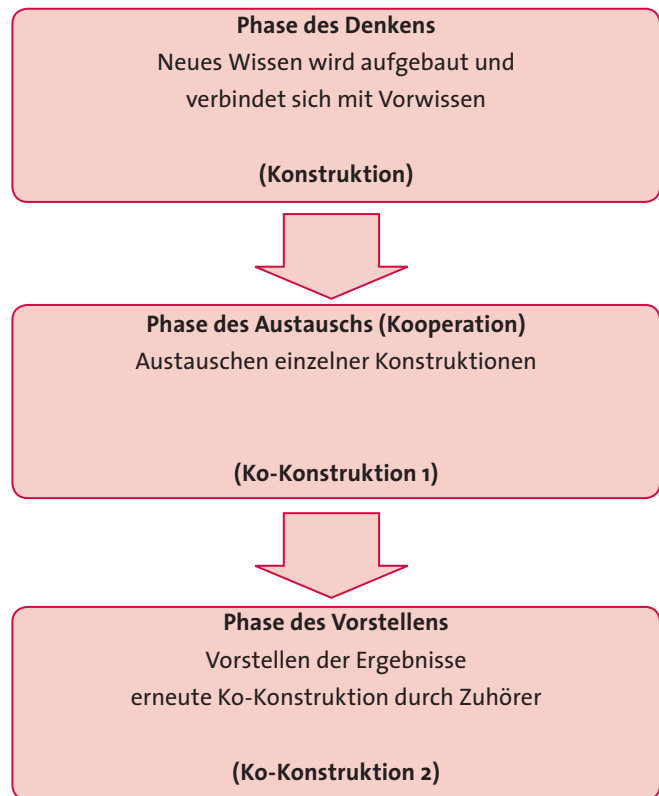 Phase des Denkens
Neues Wissen wird aufgebaut und
verbindet sich mit Vorwissen
(Konstruktion)
Phase des Austauschs (Kooperation)
Austauschen einzelner Konstruktionen
(Ko-Konstruktion 1)
Phase des Vorstellens
Vorstellen der Ergebnisse
erneute Ko-Konstruktion durch Zuhörer
(Ko-Konstruktion 2)